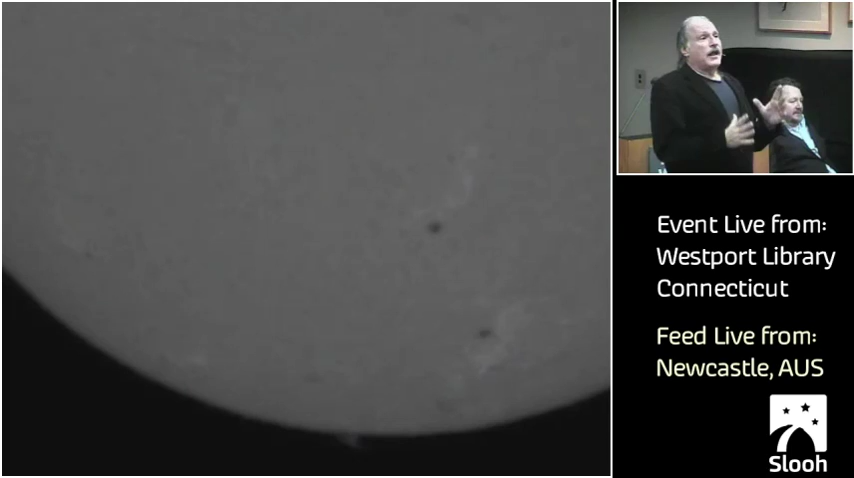 Event Live from:
Westport Library
Connecticut
Feed Live from:
Newcastle, AUS
Slooh